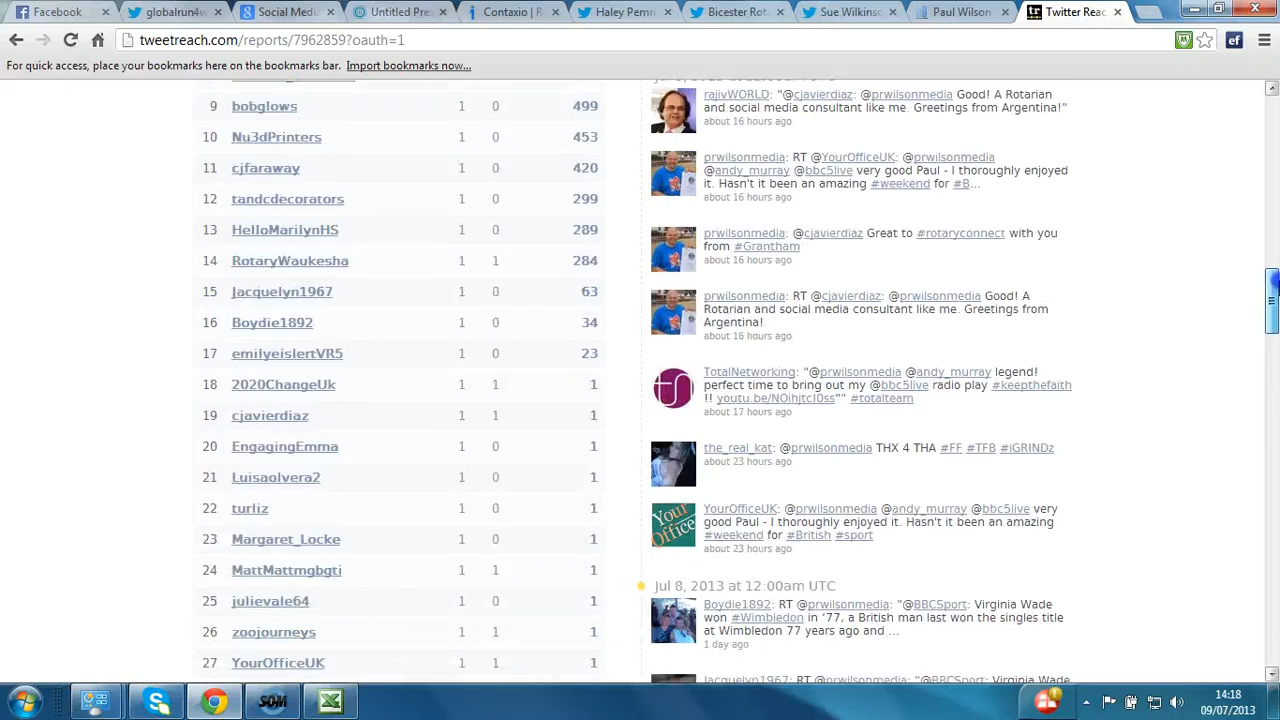 Facebook
globalrun4w
Social Media
Untitled Pres
Contaxio | R
Haley Pemri
Bicester Rot
Sue Wilkins
Paul Wilson
Twitter Reac
tweetreach.com/reports/7962859?oauth=1
For quick access, place your bookmarks here on the bookmarks bar. Import bookmarks now...
9 bobglows 1 0 499
10 Nu3dPrinters 1 0 453
11 cjfaraway 1 0 420
12 tandcdecorators 1 0 299
13 HelloMarilynHS 1 0 289
14 RotaryWaukesha 1 1 284
15 Jacquelyn1967 1 0 63
16 Boydie1892 1 0 34
17 emilyeislertVR5 1 0 23
18 2020ChangeUk 1 1 1
19 cjavierdiaz 1 1 1
20 EngagingEmma 1 0 1
21 Luisaolvera2 1 0 1
22 turliz 1 0 1
23 Margaret_Locke 1 0 1
24 MattMattmgbgti 1 1 1
25 julievale64 1 0 1
26 zoojourneys 1 1 1
27 YourOfficeUK 1 1 1
rajivWORLD: "@cjavierdiaz: @prwilsonmedia Good! A Rotarian
and social media consultant like me. Greetings from Argentina!"
about 16 hours ago
prwilsonmedia: RT @YourOfficeUK: @prwilsonmedia
@andy_murray @bbc5live very good Paul - I thoroughly enjoyed
it. Hasn't it been an amazing #weekend for #B...
about 16 hours ago
prwilsonmedia: @cjavierdiaz Great to #rotaryconnect with you
from #Grantham
about 16 hours ago
prwilsonmedia: RT @cjavierdiaz: @prwilsonmedia Good! A
Rotarian and social media consultant like me. Greetings from
Argentina!
about 16 hours ago
TotalNetworking: "@prwilsonmedia @andy_murray legend!
perfect time to bring out my @bbc5live radio play #keepthefaith
!! youtu.be/NOihjtcI0ss"" #totalteam
about 17 hours ago
the_real_kat: @prwilsonmedia THX 4 THA #FF #TFB #iGRINDz
about 23 hours ago
Your Office
YourOfficeUK: @prwilsonmedia @andy_murray @bbc5live very
good Paul - I thoroughly enjoyed it. Hasn't it been an amazing
#weekend for #British #sport
about 23 hours ago
Jul 8, 2013 at 12:00am UTC
Boydie1892: RT @prwilsonmedia: "@BBCSport: Virginia Wade
won #Wimbledon in '77, a British man last won the singles title
at Wimbledon 77 years ago and ...
1 day ago
Jacquelyn1967: RT @prwilsonmedia: "@BBCSport: Virginia Wade
14:18
09/07/2013